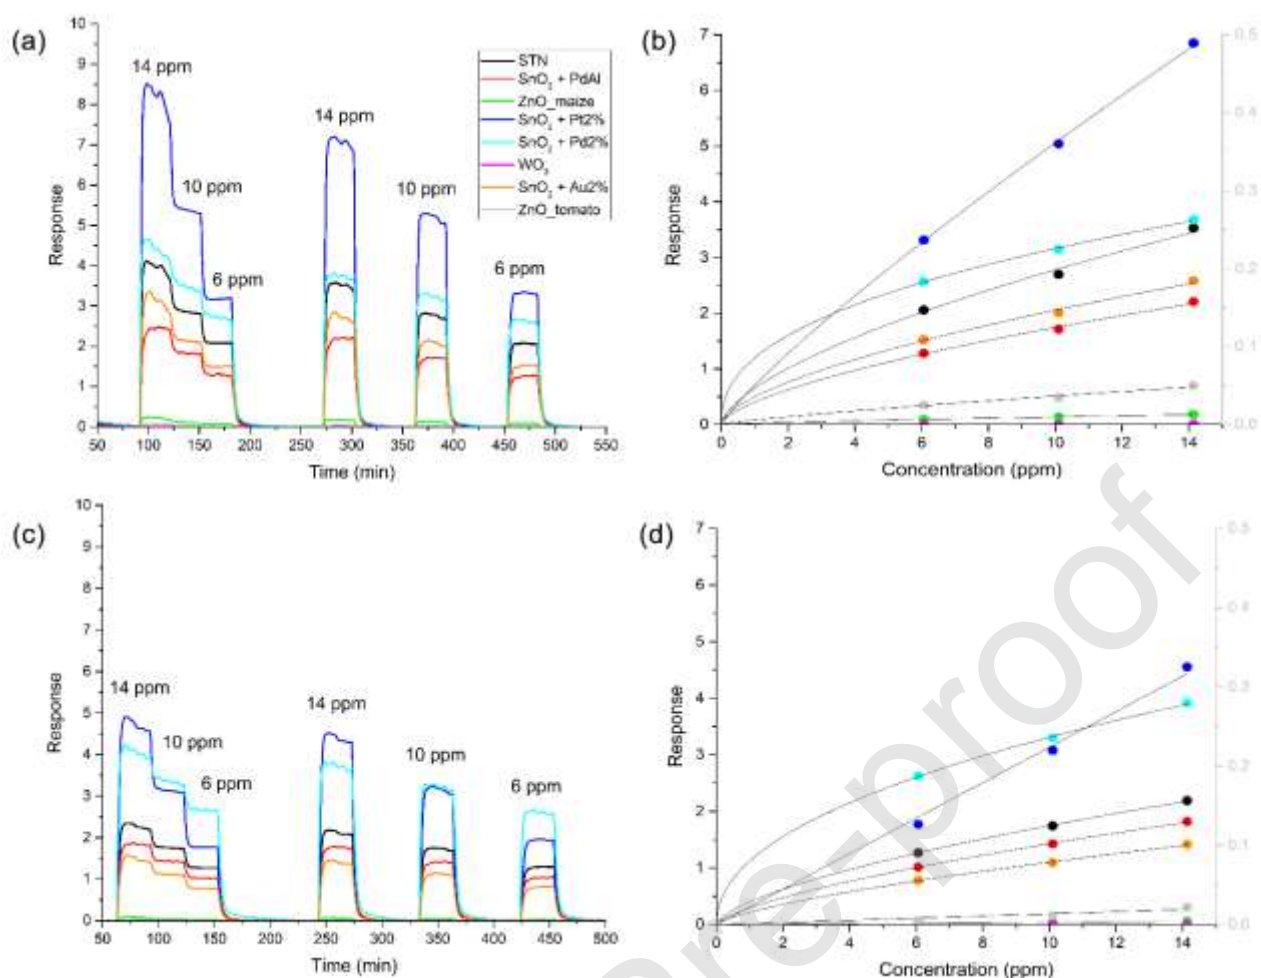 (a)
10
9
8
7
6
5
4
3
2
1
0
Response
14 ppm
10 ppm
6 ppm
14 ppm
10 ppm
6 ppm
STN
SnO₂ + PdAl
ZnO_maize
SnO₂ + Pt2%
SnO₂ + Pd2%
WO₃
SnO₂ + Au2%
ZnO_tomato
50 100 150 200 250 300 350 400 450 500 550
Time (min)
(b)
7
6
5
4
3
2
1
0
Response
0.5
0.4
0.3
0.2
0.1
0.0
0 2 4 6 8 10 12 14
Concentration (ppm)
(c)
10
9
8
7
6
5
4
3
2
1
0
Response
14 ppm
10 ppm
6 ppm
14 ppm
10 ppm
6 ppm
50 100 150 200 250 300 350 400 450 500
Time (min)
(d)
7
6
5
4
3
2
1
0
Response
0.5
0.4
0.3
0.2
0.1
0.0
0 2 4 6 8 10 12 14
Concentration (ppm)
re-proof